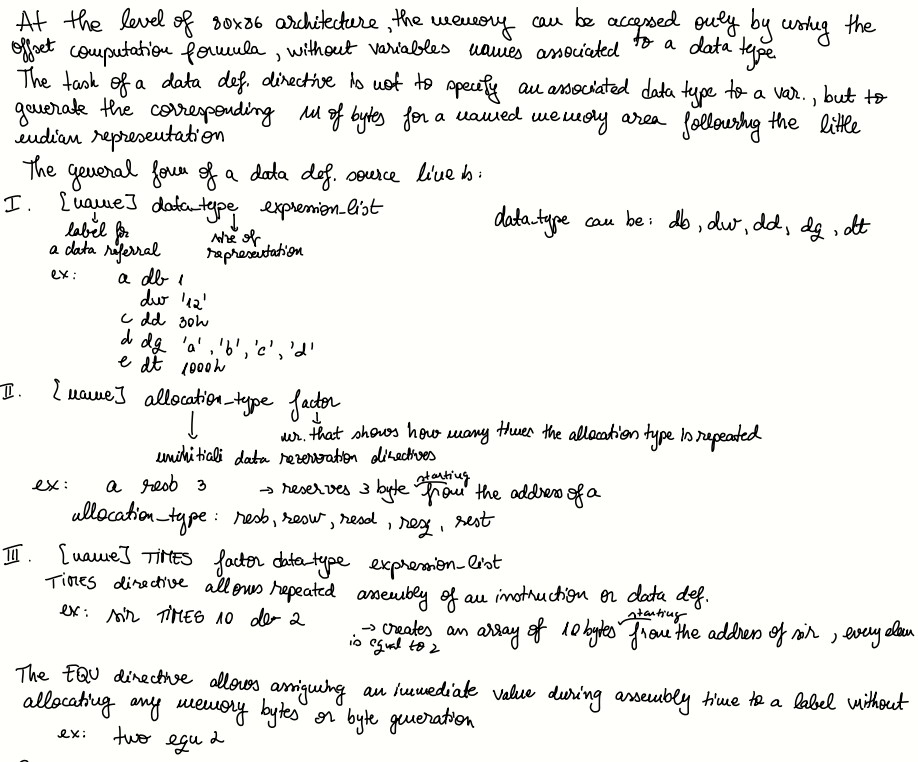 At the level of 80x86 architecture, the memory can be accessed only by using the
offset computation formula, without variables names associated to a data type
The task of a data def. directive is not to specify an associated data type to a var., but to
generate the corresponding nr of bytes for a named memory area following the little
endian representation
The general form of a data def. source line is:
I. [name] data_type expression_list
data_type can be: db, dw, dd, dq, dt
label for a data referral
size of representation
ex: a db 1
dw '12'
c dd 30h
d dq 'a', 'b', 'c', 'd'
e dt 1000h
II. [name] allocation_type factor
nr. that shows how many times the allocation type is repeated
uninitiali data reservation directives
ex: a resb 3 → reserves 3 byte starting from the address of a
allocation_type: resb, resw, resd, resq, rest
III. [name] TIMES factor data_type expression_list
TIMES directive allows repeated assembly of an instruction or data def.
ex: sir TIMES 10 db 2 → creates an array of 10 bytes starting from the address of sir, every elem
is equal to 2
The EQU directive allows assigning an immediate value during assembly time to a label without
allocating any memory bytes or byte generation
ex: two equ 2